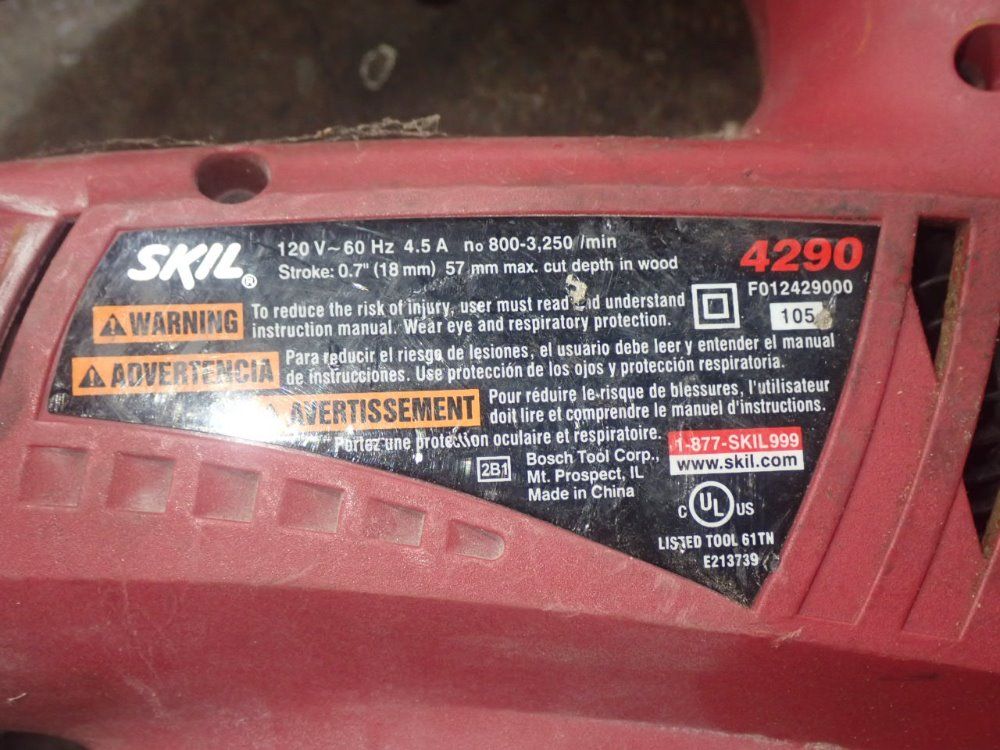 SKIL®
120 V~60 Hz 4.5 A no 800-3,250 /min
4290
Stroke: 0.7" (18 mm) 57 mm max. cut depth in wood
F012429000
105
WARNING
To reduce the risk of injury, user must read and understand
instruction manual. Wear eye and respiratory protection.
ADVERTENCIA
Para reducir el riesgo de lesiones, el usuario debe leer y entender el manual
de instrucciones. Use protección de los ojos y protección respiratoria.
AVERTISSEMENT
Pour réduire le risque de blessures, l'utilisateur
doit lire et comprendre le manuel d'instructions.
Portez une protection oculaire et respiratoire.
1-877-SKIL999
www.skil.com
2B1
Bosch Tool Corp.,
Mt. Prospect, IL
Made in China
C UL US
LISTED TOOL 61TN
E213739